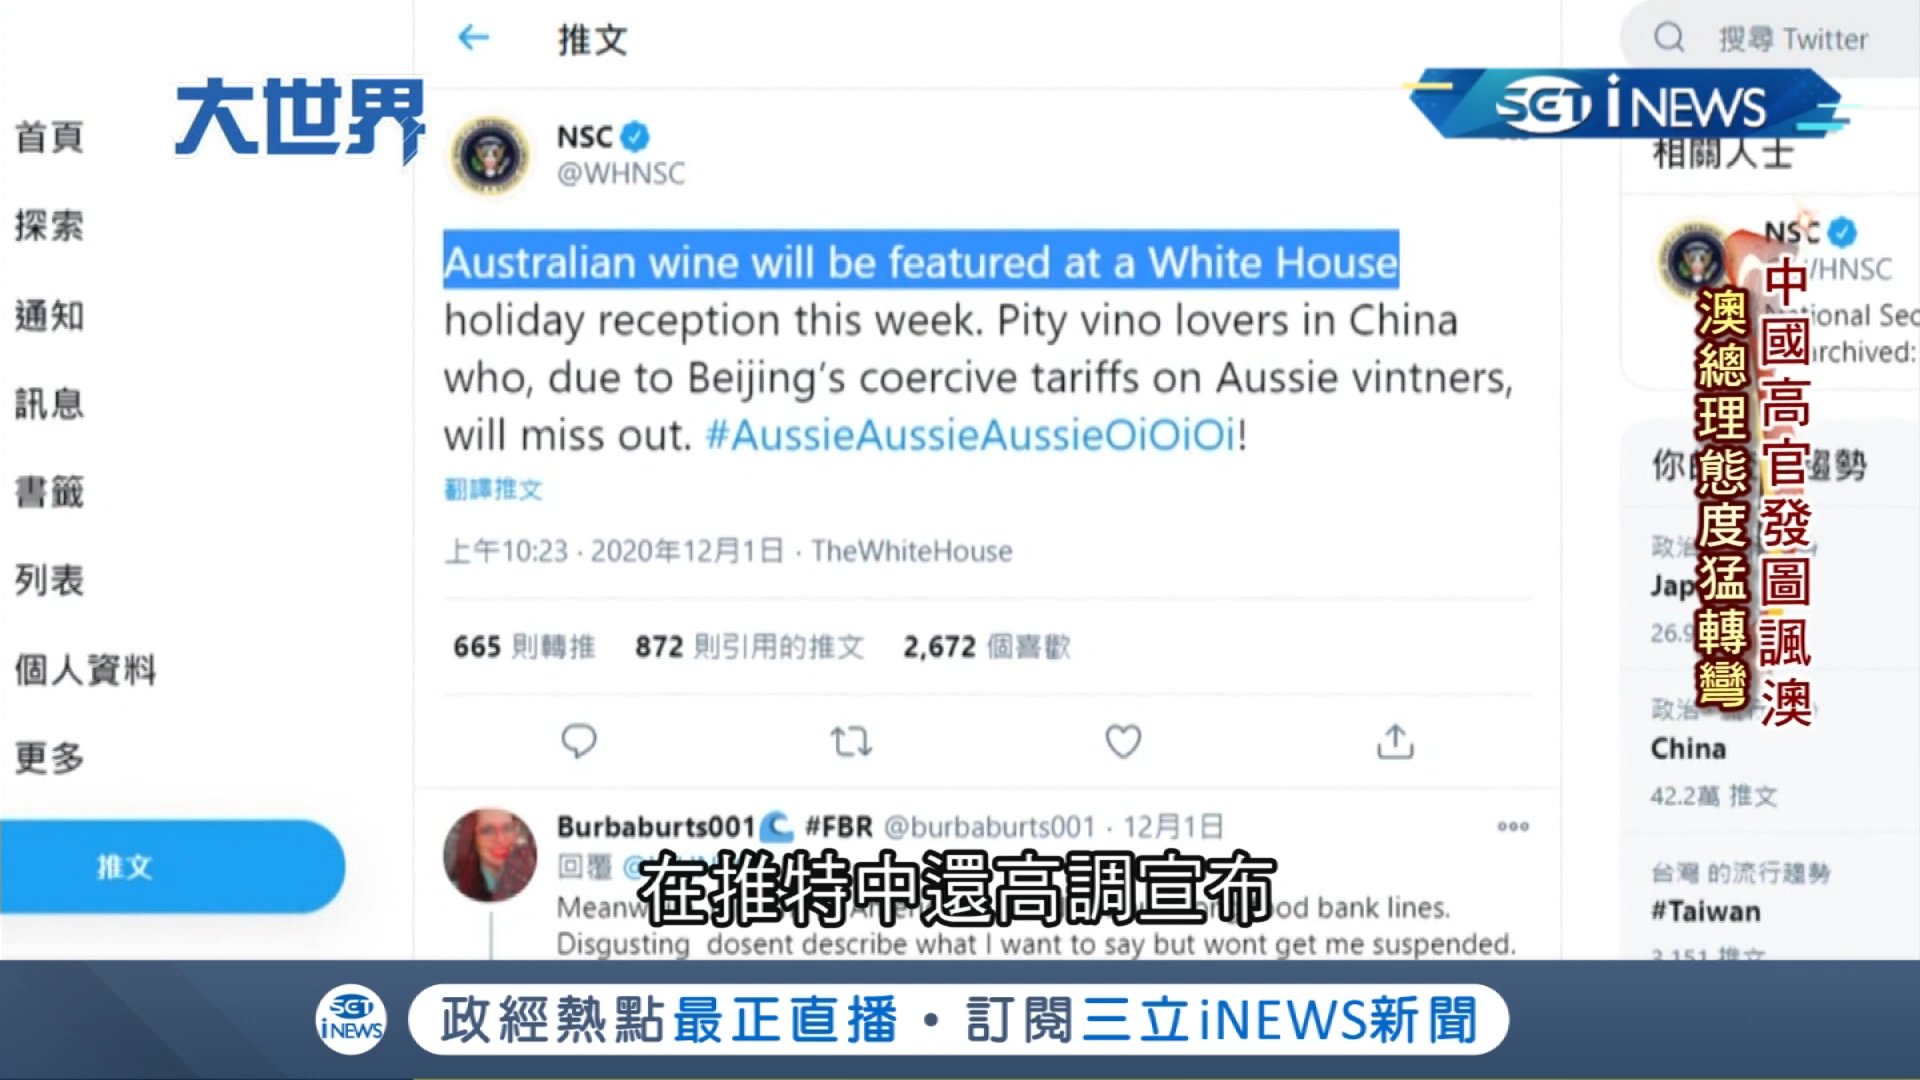 推文
搜尋 Twitter
大世界
SET iNEWS
首頁
探索
通知
訊息
書籤
列表
個人資料
更多
推文
NSC
@WHNSC
Australian wine will be featured at a White House
holiday reception this week. Pity vino lovers in China
who, due to Beijing's coercive tariffs on Aussie vintners,
will miss out. #AussieAussieAussieOiOiOi!
翻譯推文
上午10:23 · 2020年12月1日 · TheWhiteHouse
665 則轉推 872 則引用的推文 2,672 個喜歡
Burbaburts001 #FBR @burbaburts001 · 12月1日
回覆
bank lines.
Disgusting dosent describe what I want to say but wont get me suspended.
在推特中還高調宣布
相關人士
NSC
中國高官發圖諷澳
澳總理態度猛轉彎
China
42.2萬 推文
台灣 的流行趨勢
#Taiwan
3,151 推文
SET iNEWS
政經熱點最正直播·訂閱三立iNEWS新聞